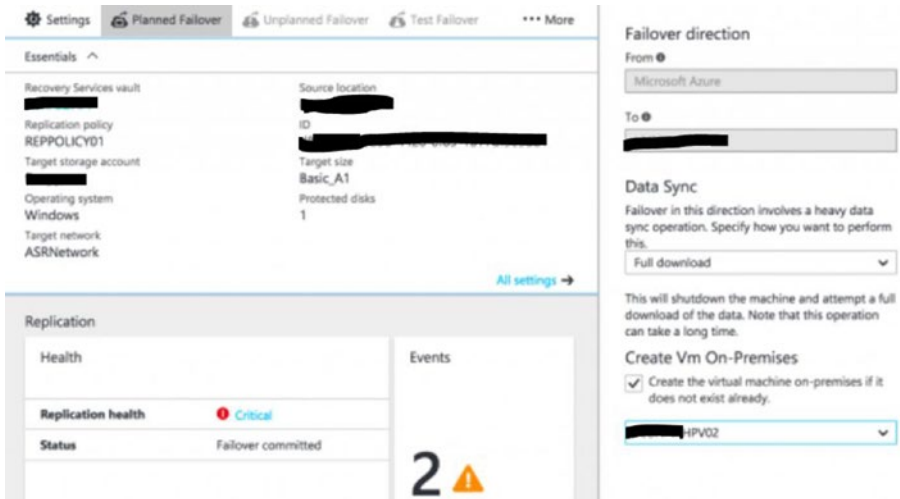 Settings
Planned Failover
Unplanned Failover
Test Failover
••• More
Essentials
Recovery Services vault
Source location
Replication policy
REPPOLICY01
ID
Target storage account
Target size
Basic_A1
Operating system
Windows
Protected disks
1
Target network
ASRNetwork
All settings →
Replication
Health
Replication health
Critical
Status
Failover committed
Events
2
Failover direction
From
Microsoft Azure
To
Data Sync
Failover in this direction involves a heavy data
sync operation. Specify how you want to perform
this.
Full download
This will shutdown the machine and attempt a full
download of the data. Note that this operation
can take a long time.
Create Vm On-Premises
Create the virtual machine on-premises if it
does not exist already.
HPV02